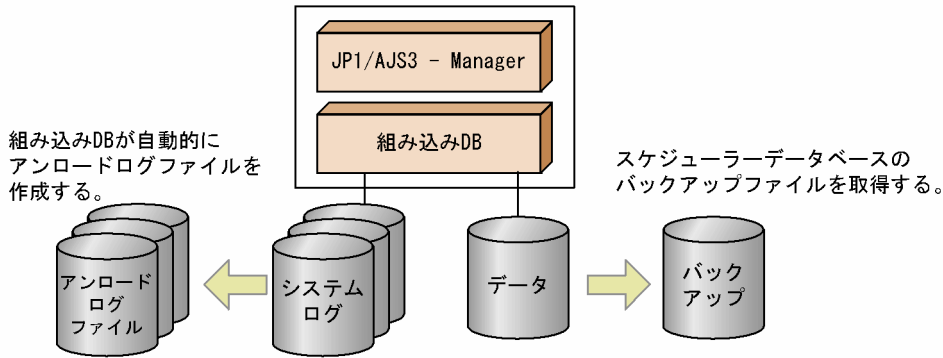 JP1/AJS3 - Manager
組み込みDB
組み込みDBが自動的に
アンロードログファイルを
作成する。
スケジューラーデータベースの
バックアップファイルを取得する。
アンロード
ログ
ファイル
システム
ログ
データ
バック
アップ